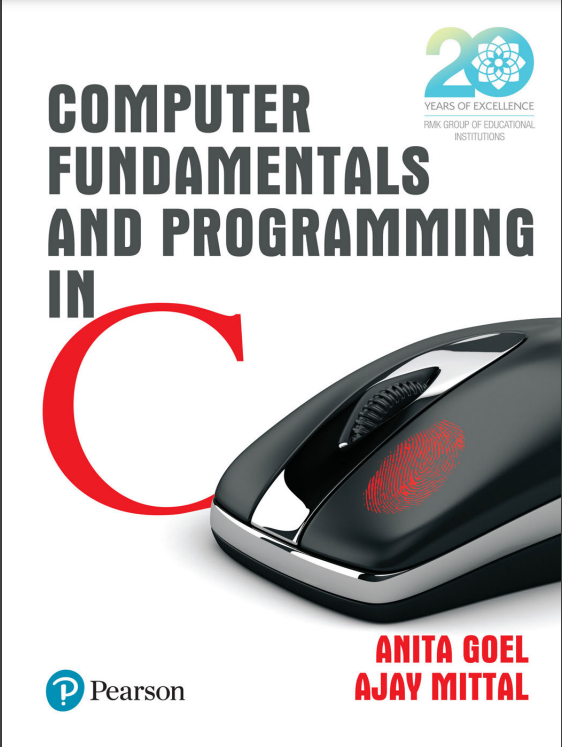 20
YEARS OF EXCELLENCE
RMK GROUP OF EDUCATIONAL
INSTITUTIONS
COMPUTER
FUNDAMENTALS
AND PROGRAMMING
IN
C
ANITA GOEL
AJAY MITTAL
P Pearson